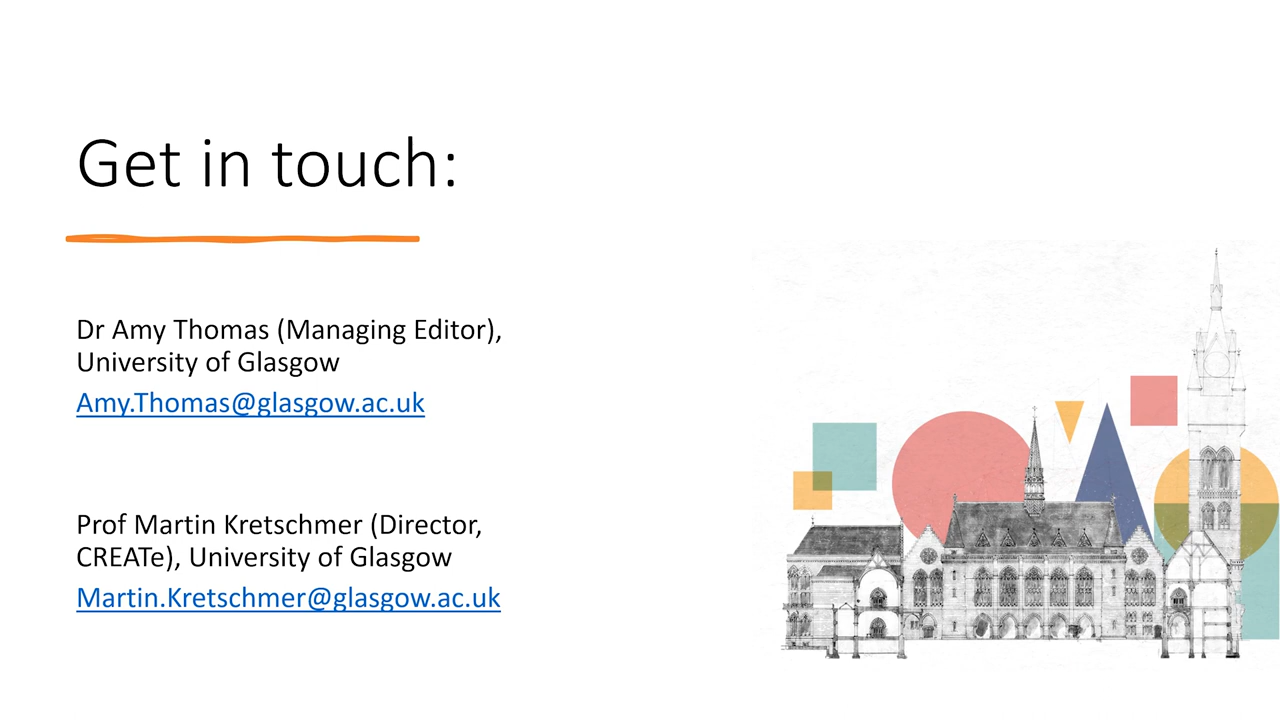 Get in touch:
Dr Amy Thomas (Managing Editor),
University of Glasgow
Amy.Thomas@glasgow.ac.uk
Prof Martin Kretschmer (Director,
CREATe), University of Glasgow
Martin.Kretschmer@glasgow.ac.uk